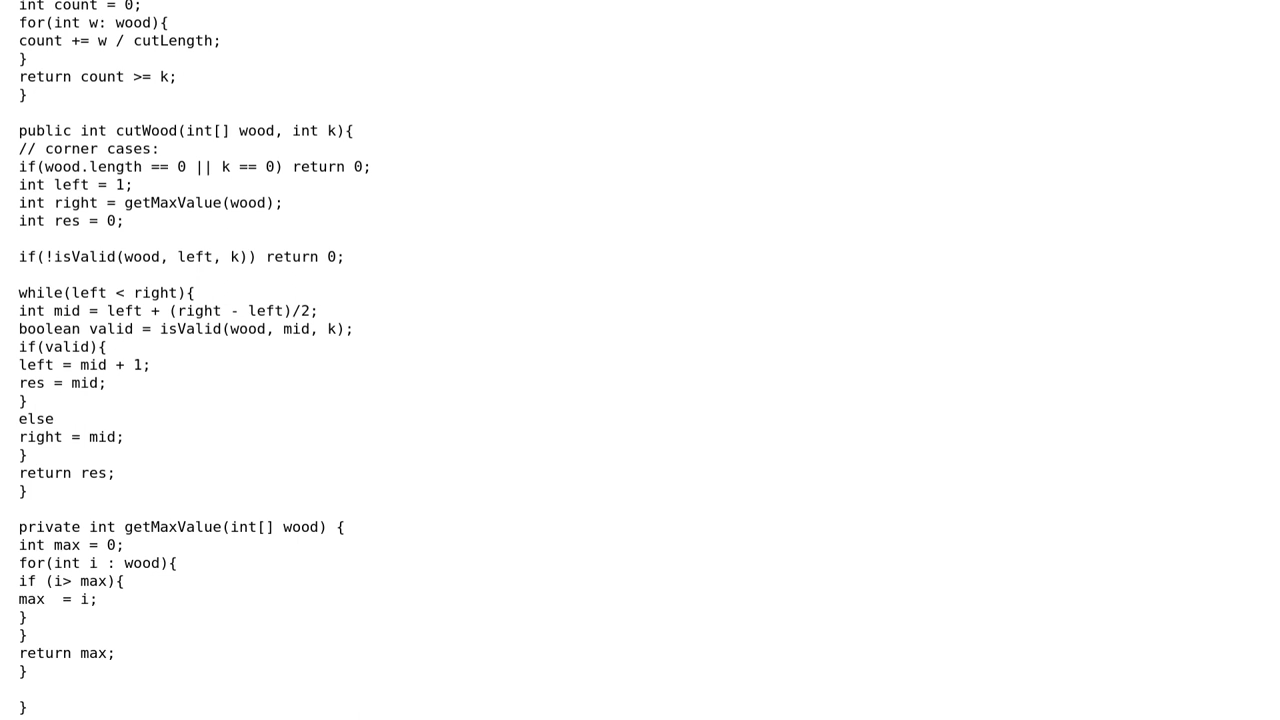 int count = 0;
for(int w: wood){
count += w / cutLength;
}
return count >= k;
}
public int cutWood(int[] wood, int k){
// corner cases:
if(wood.length == 0 || k == 0) return 0;
int left = 1;
int right = getMaxValue(wood);
int res = 0;
if(!isValid(wood, left, k)) return 0;
while(left < right){
int mid = left + (right - left)/2;
boolean valid = isValid(wood, mid, k);
if(valid){
left = mid + 1;
res = mid;
}
else
right = mid;
}
return res;
}
private int getMaxValue(int[] wood) {
int max = 0;
for(int i : wood){
if (i> max){
max  = i;
}
}
return max;
}
}